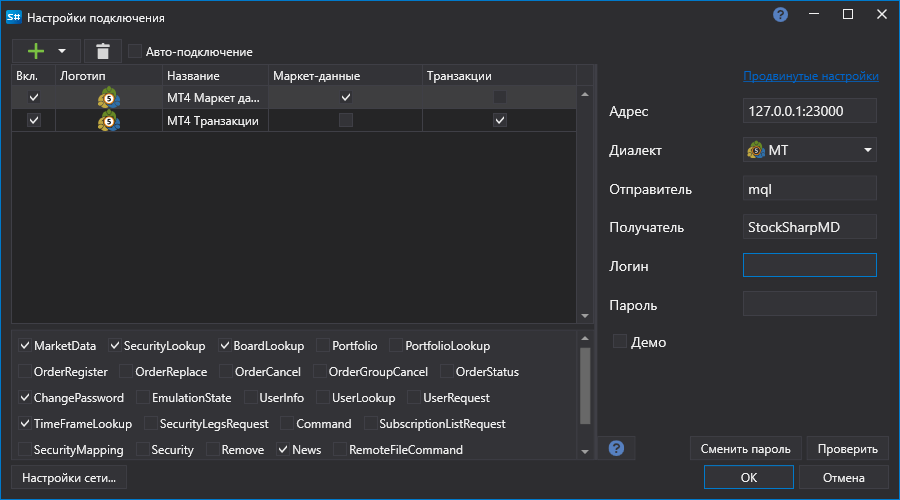 S# Настройки подключения
Авто-подключение
Вкл. Логотип Название Маркет-данные Транзакции
МТ4 Маркет да...
МТ4 Транзакции
MarketData SecurityLookup BoardLookup Portfolio PortfolioLookup
OrderRegister OrderReplace OrderCancel OrderGroupCancel OrderStatus
ChangePassword EmulationState UserInfo UserLookup UserRequest
TimeFrameLookup SecurityLegsRequest Command SubscriptionListRequest
SecurityMapping Security Remove News RemoteFileCommand
Настройки сети...
Продвинутые настройки
Адрес 127.0.0.1:23000
Диалект MT
Отправитель mql
Получатель StockSharpMD
Логин
Пароль
Демо
Сменить пароль Проверить
OK Отмена